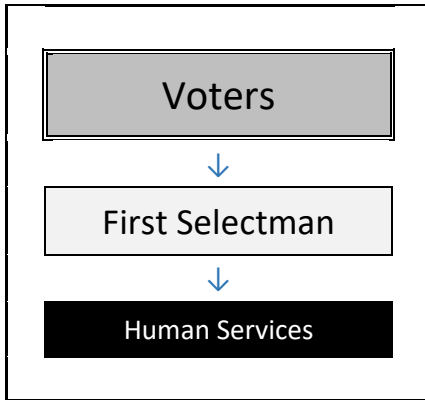 Voters
↓
First Selectman
↓
Human Services